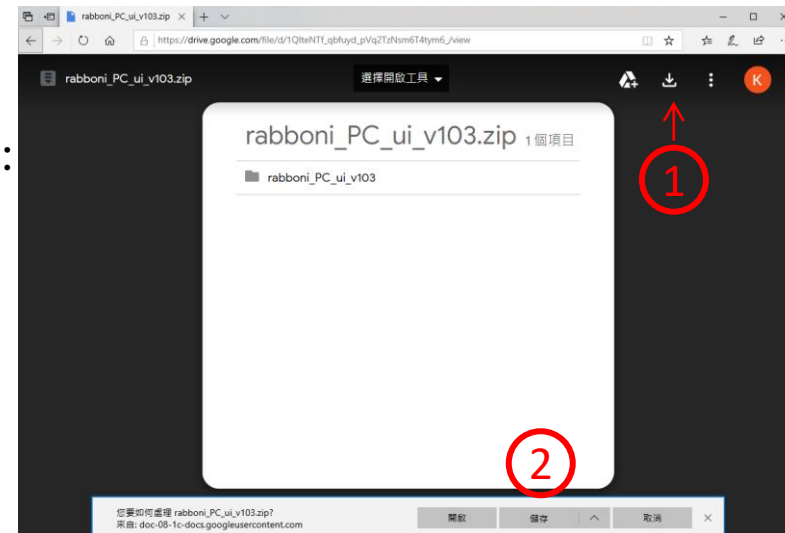 rabboni_PC_ui_v103.zip
https://drive.google.com/file/d/1QIteNTf_qbfuyd_pVq2TzNsm6T4tym6_/view
rabboni_PC_ui_v103.zip
選擇開啟工具
K
:
rabboni_PC_ui_v103.zip 1個項目
rabboni_PC_ui_v103
1
2
您要如何處理 rabboni_PC_ui_v103.zip?
來自: doc-08-1c-docs.googleusercontent.com
開啟
儲存
取消